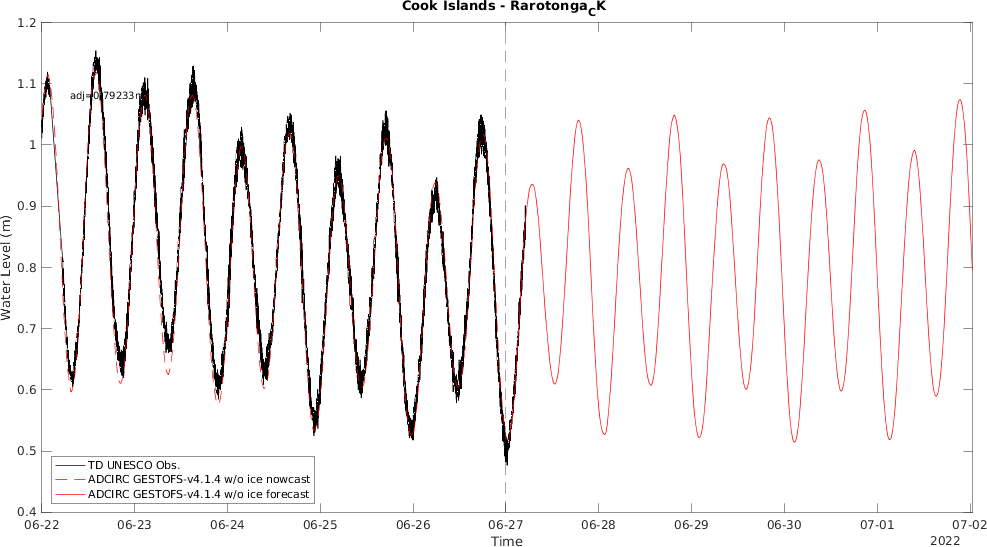 Cook Islands - Rarotonga_CK
1.2
1.1
1
0.9
0.8
0.7
0.6
0.5
0.4
Water Level (m)
adj=0.79233m
TD UNESCO Obs.
ADCIRC GESTOFS-v4.1.4 w/o ice nowcast
ADCIRC GESTOFS-v4.1.4 w/o ice forecast
06-22 06-23 06-24 06-25 06-26 06-27 06-28 06-29 06-30 07-01 07-02
Time
2022